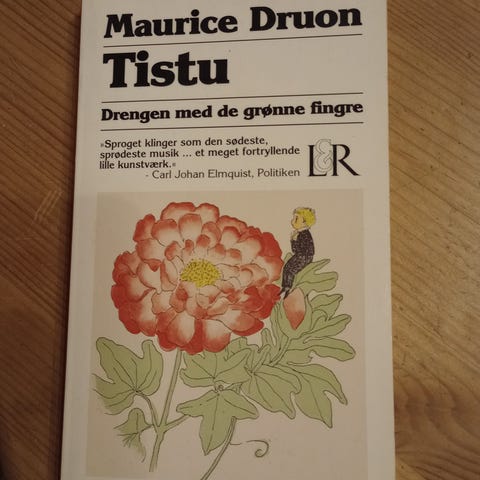 Maurice Druon
Tistu
Drengen med de grønne fingre
»Sproget klinger som den sødeste,
sprødeste musik ... et meget fortryllende
lille kunstværk.«
- Carl Johan Elmquist, Politiken
L&R